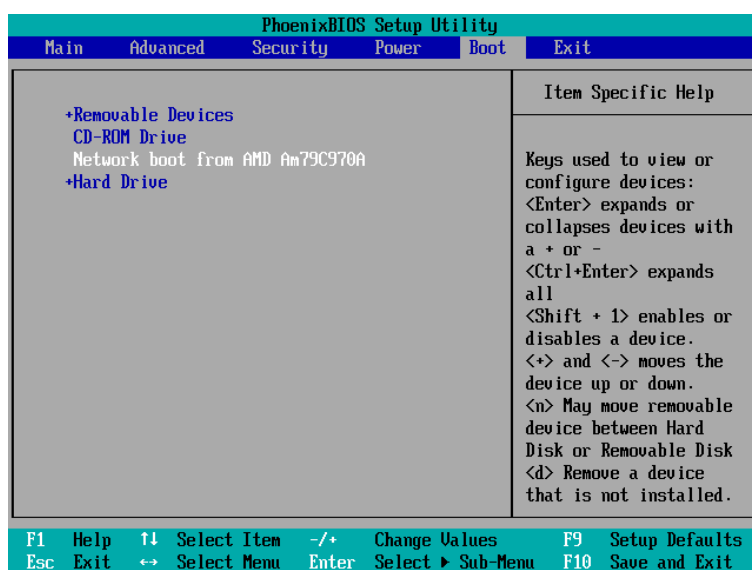 PhoenixBIOS Setup Utility
Main Advanced Security Power Boot Exit
+Removable Devices
CD-ROM Drive
Network boot from AMD Am79C970A
+Hard Drive
Item Specific Help
Keys used to view or
configure devices:
<Enter> expands or
collapses devices with
a + or -
<Ctrl+Enter> expands
all
<Shift + 1> enables or
disables a device.
<+> and <-> moves the
device up or down.
<n> May move removable
device between Hard
Disk or Removable Disk
<d> Remove a device
that is not installed.
F1 Help ↑↓ Select Item -/+ Change Values F9 Setup Defaults
Esc Exit ↔ Select Menu Enter Select ▶ Sub-Menu F10 Save and Exit